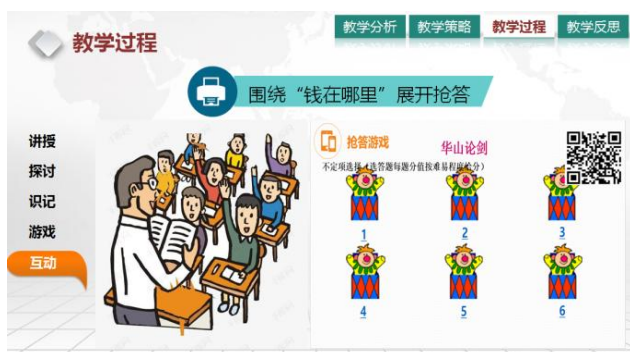 教学分析 教学策略 教学过程 教学反思
教学过程
围绕“钱在哪里”展开抢答
讲授
探讨
识记
游戏
互动
抢答游戏
华山论剑
不定项选择（选答题每题分值按难易程度给分）
1 2 3
4 5 6